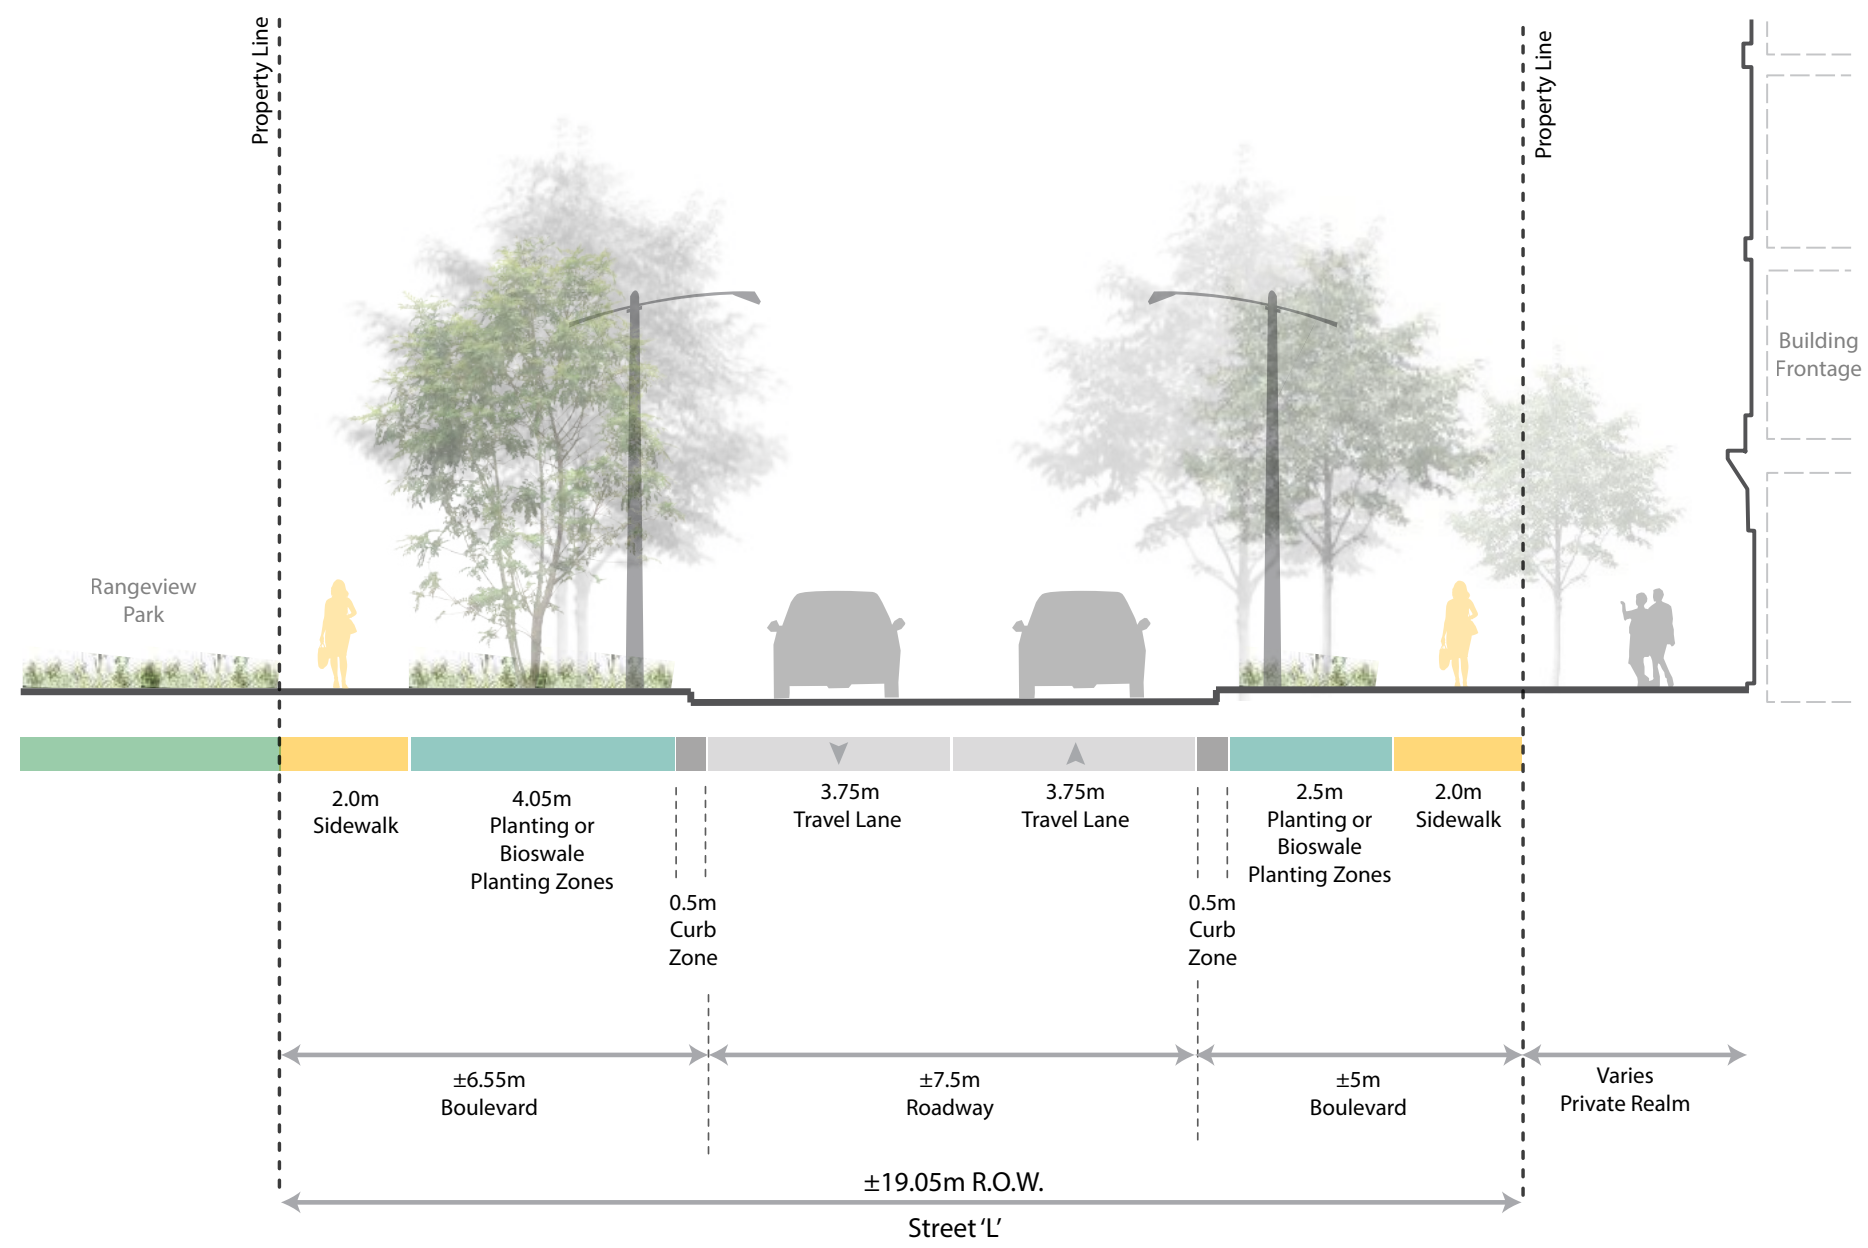 Property Line
Property Line
Building
Frontage
Rangeview
Park
2.0m
Sidewalk
4.05m
Planting or
Bioswale
Planting Zones
0.5m
Curb
Zone
3.75m
Travel Lane
3.75m
Travel Lane
0.5m
Curb
Zone
2.5m
Planting or
Bioswale
Planting Zones
2.0m
Sidewalk
±6.55m
Boulevard
±7.5m
Roadway
±5m
Boulevard
Varies
Private Realm
±19.05m R.O.W.
Street ‘L’